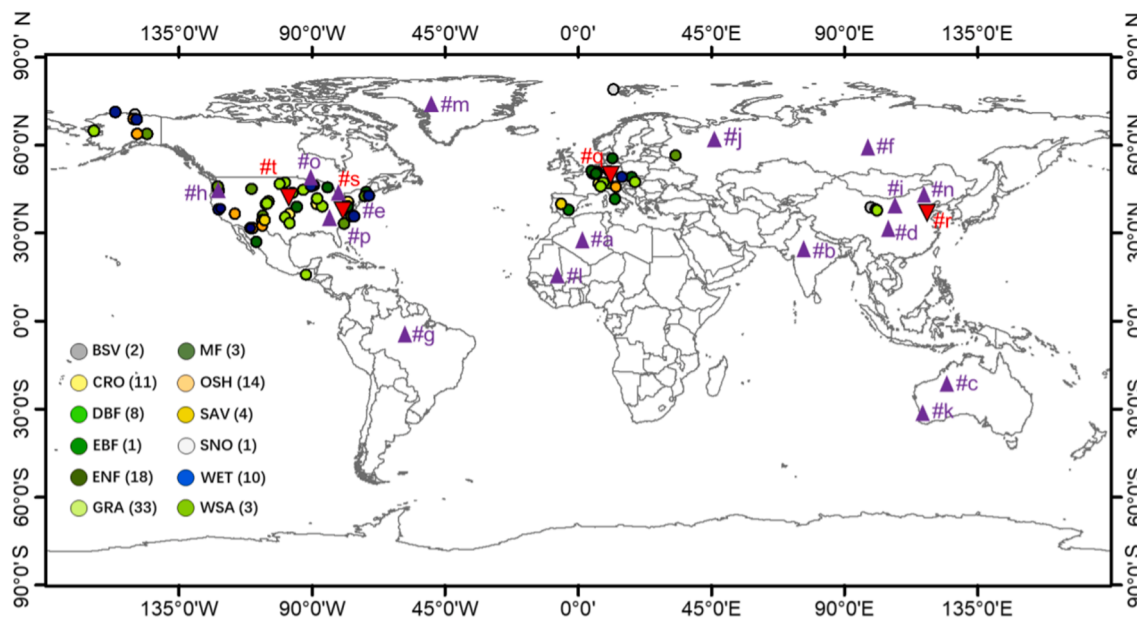 135°0'W 90°0'W 45°0'W 0°0' 45°0'E 90°0'E 135°0'E
90°0' N 90°0' N
60°0'N 60°0'N
30°0'N 30°0'N
0°0' 0°0'
30°0'S 30°0'S
60°0'S 60°0'S
90°0'S 90°0'S
#m
#j
#f
#o
#t
#s
#h
#e
#p
#q
#i
#n
#r
#d
#a
#b
#l
#g
#c
#k
BSV (2) MF (3)
CRO (11) OSH (14)
DBF (8) SAV (4)
EBF (1) SNO (1)
ENF (18) WET (10)
GRA (33) WSA (3)
135°0'W 90°0'W 45°0'W 0°0' 45°0'E 90°0'E 135°0'E